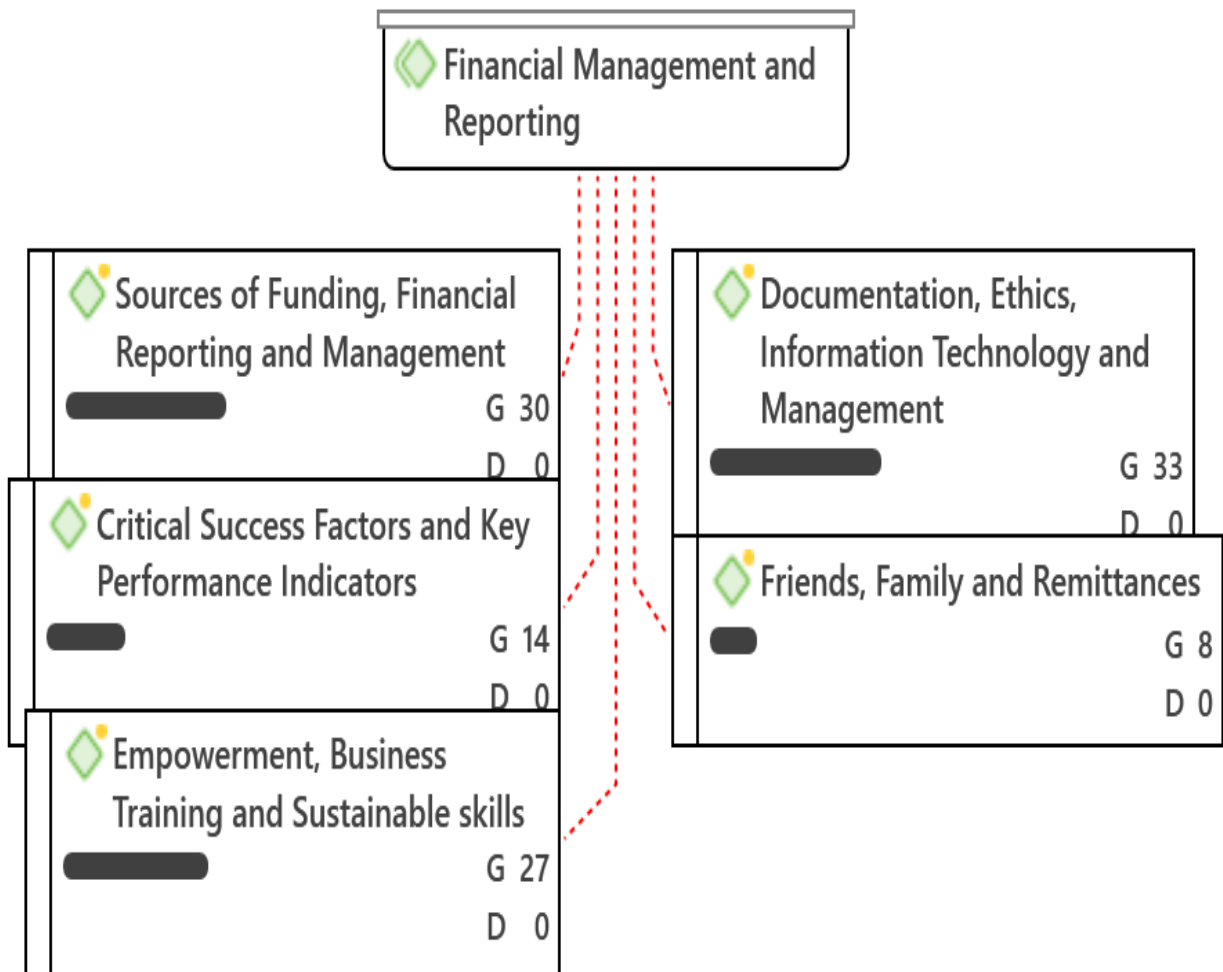 Financial Management and
Reporting
Sources of Funding, Financial
Reporting and Management
G 30
D 0
Critical Success Factors and Key
Performance Indicators
G 14
D 0
Empowerment, Business
Training and Sustainable skills
G 27
D 0
Documentation, Ethics,
Information Technology and
Management
G 33
D 0
Friends, Family and Remittances
G 8
D 0